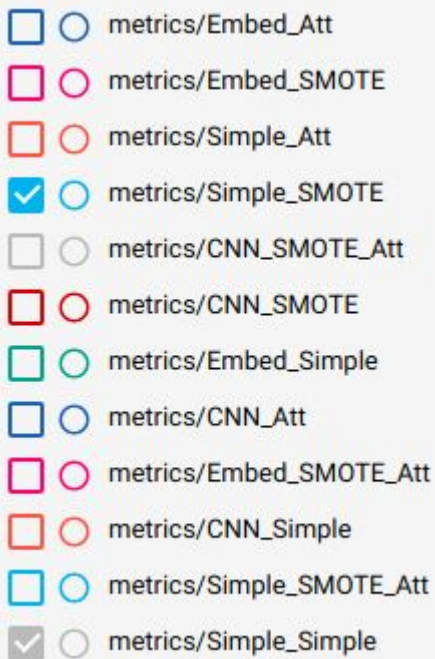 metrics/Embed_Att
metrics/Embed_SMOTE
metrics/Simple_Att
metrics/Simple_SMOTE
metrics/CNN_SMOTE_Att
metrics/CNN_SMOTE
metrics/Embed_Simple
metrics/CNN_Att
metrics/Embed_SMOTE_Att
metrics/CNN_Simple
metrics/Simple_SMOTE_Att
metrics/Simple_Simple